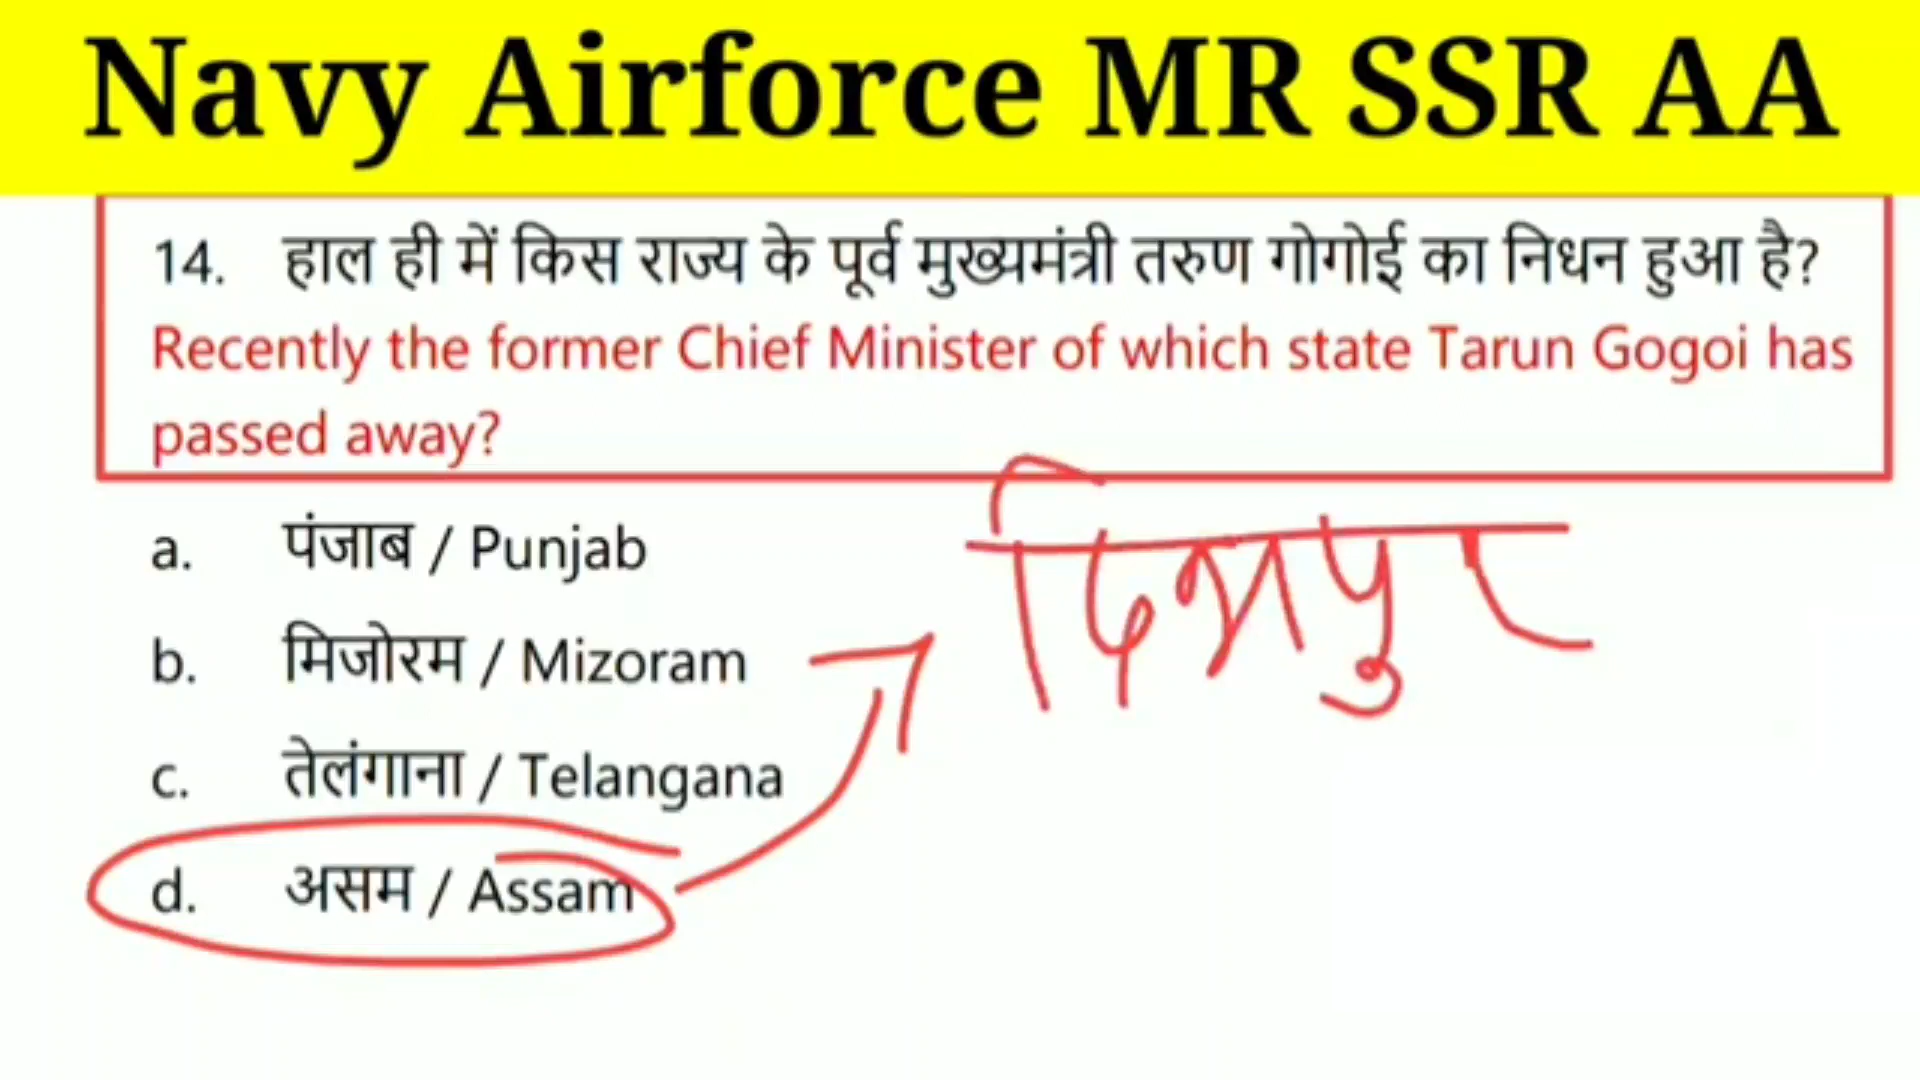 Navy Airforce MR SSR AA
14. हाल ही में किस राज्य के पूर्व मुख्यमंत्री तरुण गोगोई का निधन हुआ है?
Recently the former Chief Minister of which state Tarun Gogoi has
passed away?
a. पंजाब / Punjab
b. मिजोरम / Mizoram
c. तेलंगाना / Telangana
d. असम / Assam